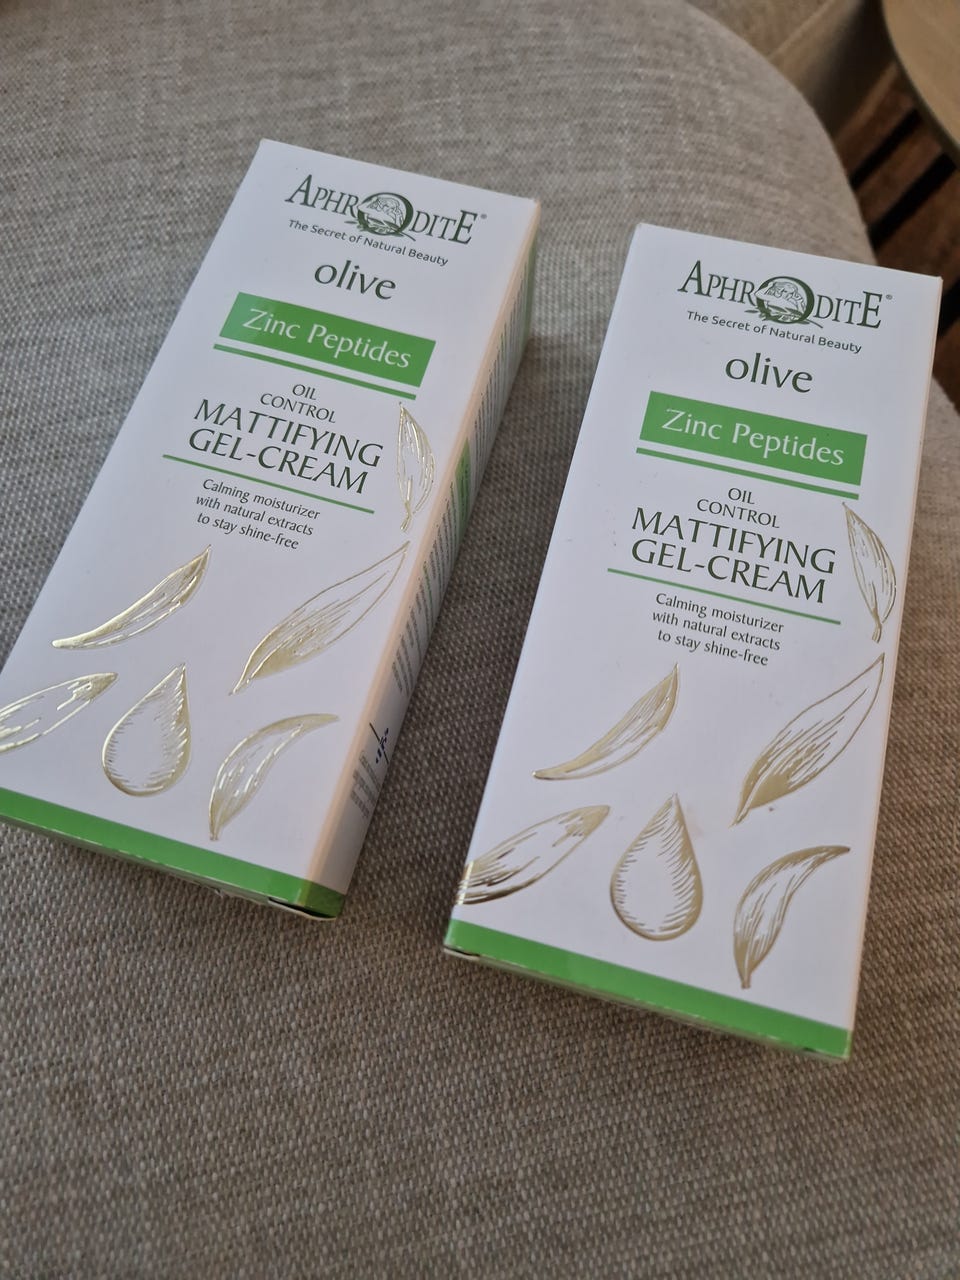 APHRODITE®
The Secret of Natural Beauty
olive
Zinc Peptides
OIL
CONTROL
MATTIFYING
GEL-CREAM
Calming moisturizer
with natural extracts
to stay shine-free
APHRODITE®
The Secret of Natural Beauty
olive
Zinc Peptides
OIL
CONTROL
MATTIFYING
GEL-CREAM
Calming moisturizer
with natural extracts
to stay shine-free